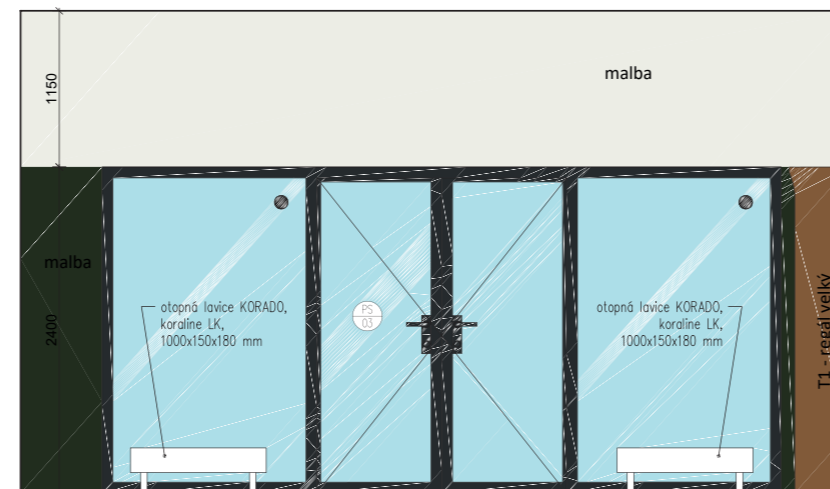 malba
1150
malba
2400
otopná lavice KORADO,
koraline LK,
1000x150x180 mm
PS
03
otopná lavice KORADO,
koraline LK,
1000x150x180 mm
T1 - regál velký